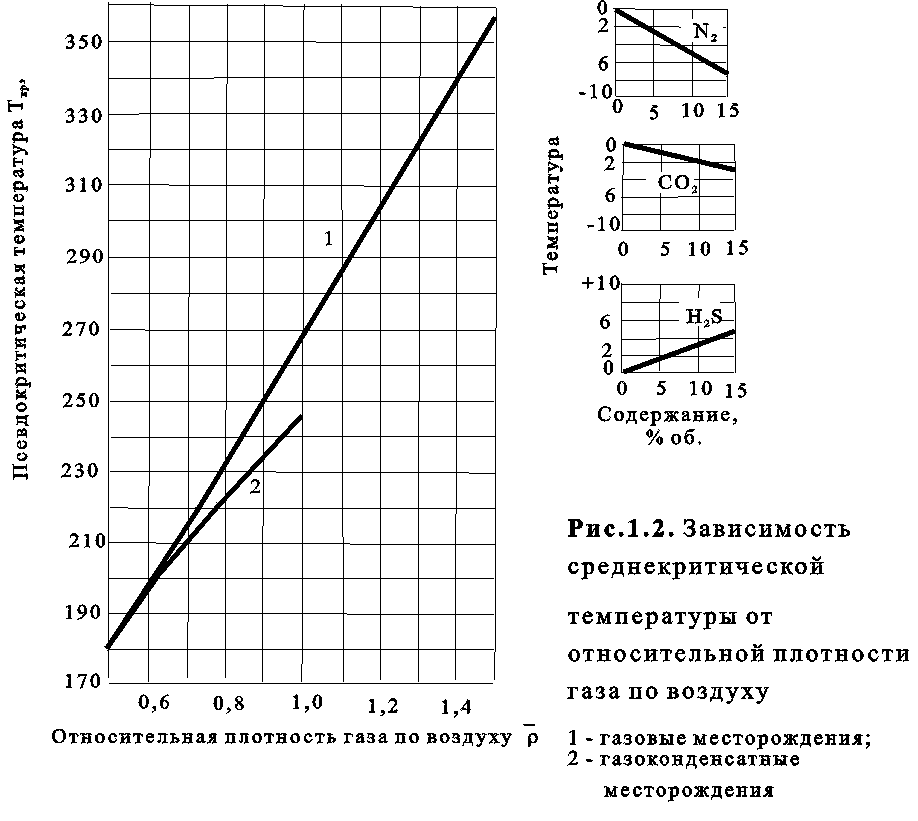 Псевдокритическая температура Tкр,
350
330
310
290
270
250
230
210
190
170
0,6 0,8 1,0 1,2 1,4
Относительная плотность газа по воздуху ρ̅
1
2
Температура
0
2
6
-10
N₂
0 5 10 15
0
2
6
-10
CO₂
0 5 10 15
+10
6
2
0
H₂S
0 5 10 15
Содержание,
% об.
Рис.1.2. Зависимость
среднекритической
температуры от
относительной плотности
газа по воздуху
1 - газовые месторождения;
2 - газоконденсатные
месторождения